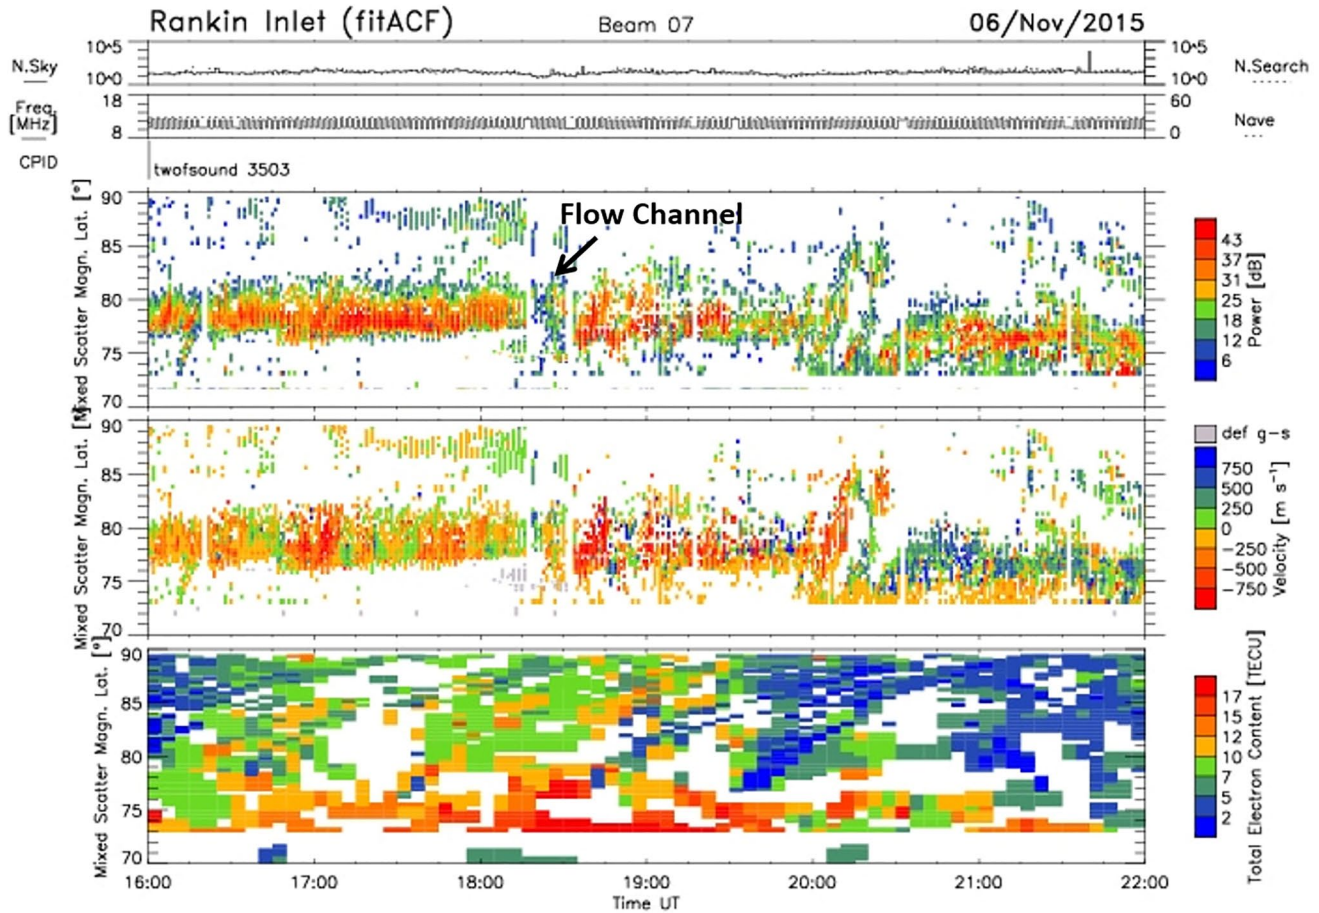 Rankin Inlet (fitACF) Beam 07 06/Nov/2015
10^5 10^5
N.Sky N.Search
10^0 10^0
18 60
Freq.
[MHz] Nave
8 0
CPID
twofsound 3503
90
Flow Channel
85
80
75
70
Mixed Scatter Magn. Lat. [°]
43
37
31
25
18
12
6
Power [dB]
90
85
80
75
70
Mixed Scatter Magn. Lat. [°]
def g-s
750
500
250
0
-250
-500
-750
Velocity [m s⁻¹]
90
85
80
75
70
Mixed Scatter Magn. Lat. [°]
17
15
12
10
7
5
2
Total Electron Content [TECU]
16:00 17:00 18:00 19:00 20:00 21:00 22:00
Time UT